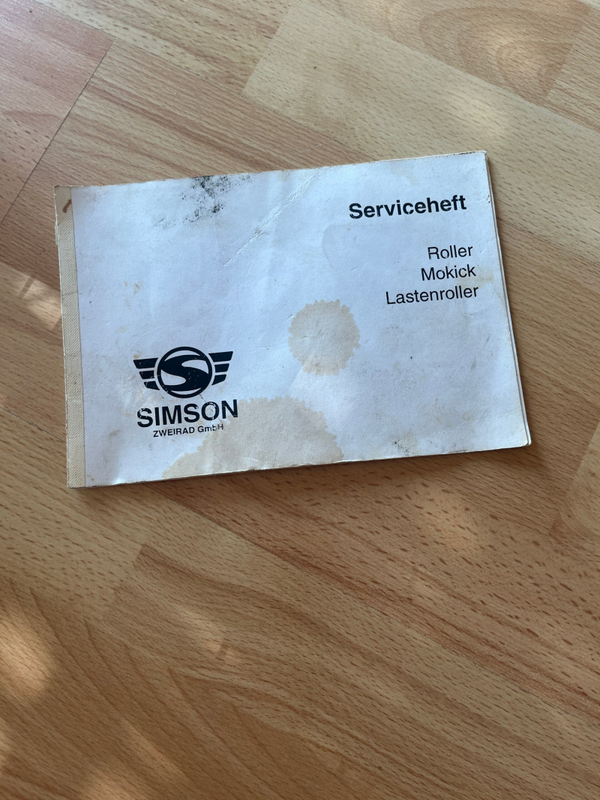 Serviceheft
Roller
Mokick
Lastenroller
SIMSON
ZWEIRAD GmbH